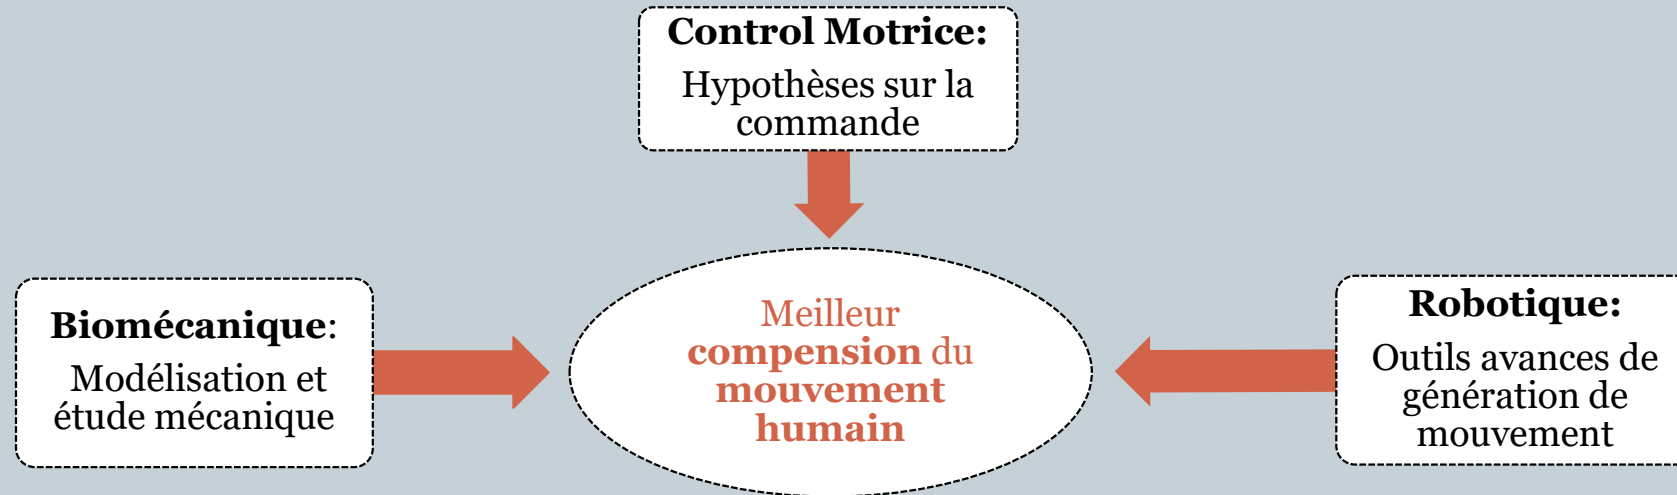 Control Motrice:
Hypothèses sur la
commande
Biomécanique:
Modélisation et
étude mécanique
Meilleur
compension du
mouvement
humain
Robotique:
Outils avances de
génération de
mouvement